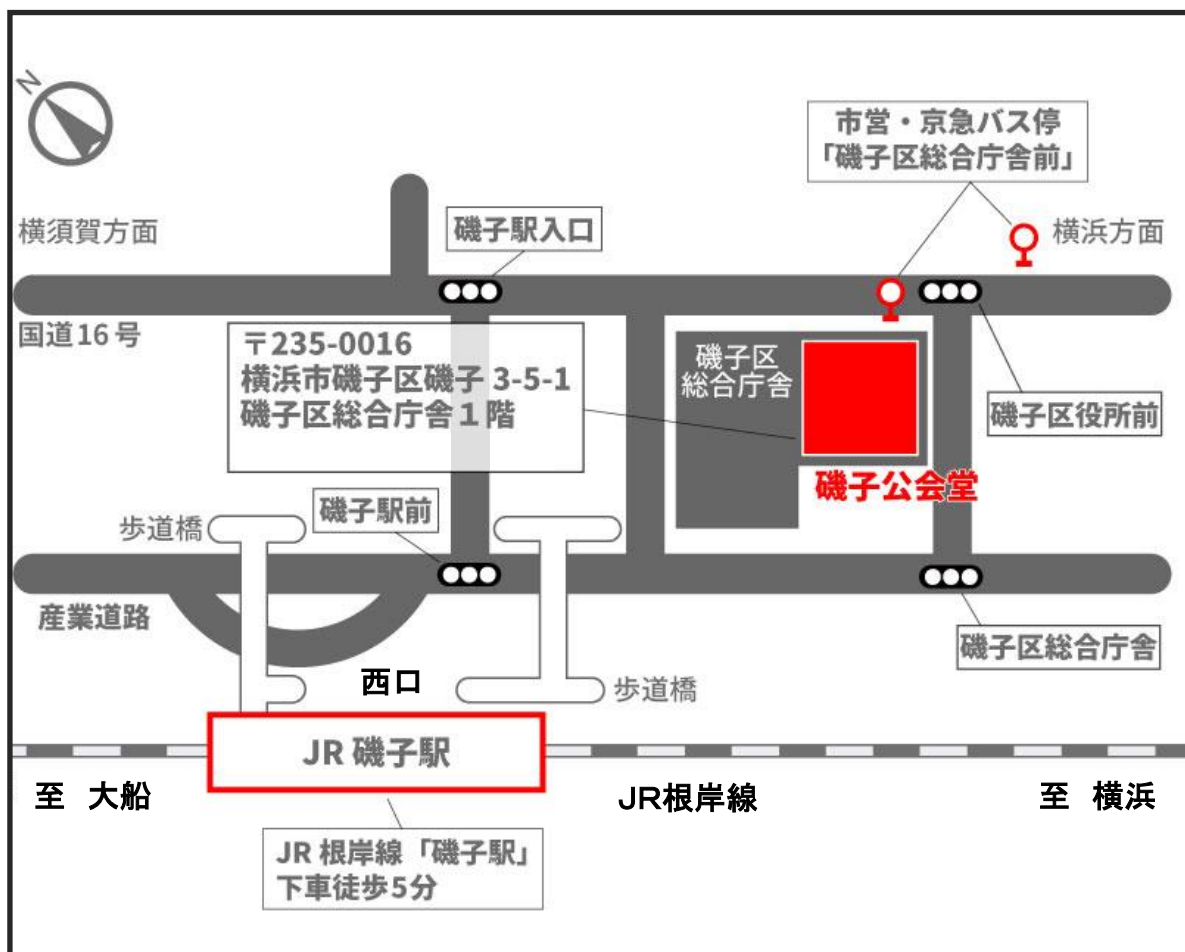 N
市営・京急バス停
「磯子区総合庁舎前」
横須賀方面
磯子駅入口
横浜方面
国道16号
〒235-0016
横浜市磯子区磯子 3-5-1
磯子区総合庁舎１階
磯子区
総合庁舎
磯子区役所前
磯子公会堂
歩道橋
磯子駅前
産業道路
磯子区総合庁舎
西口
歩道橋
JR 磯子駅
至 大船
JR根岸線
至 横浜
JR 根岸線「磯子駅」
下車徒歩5分